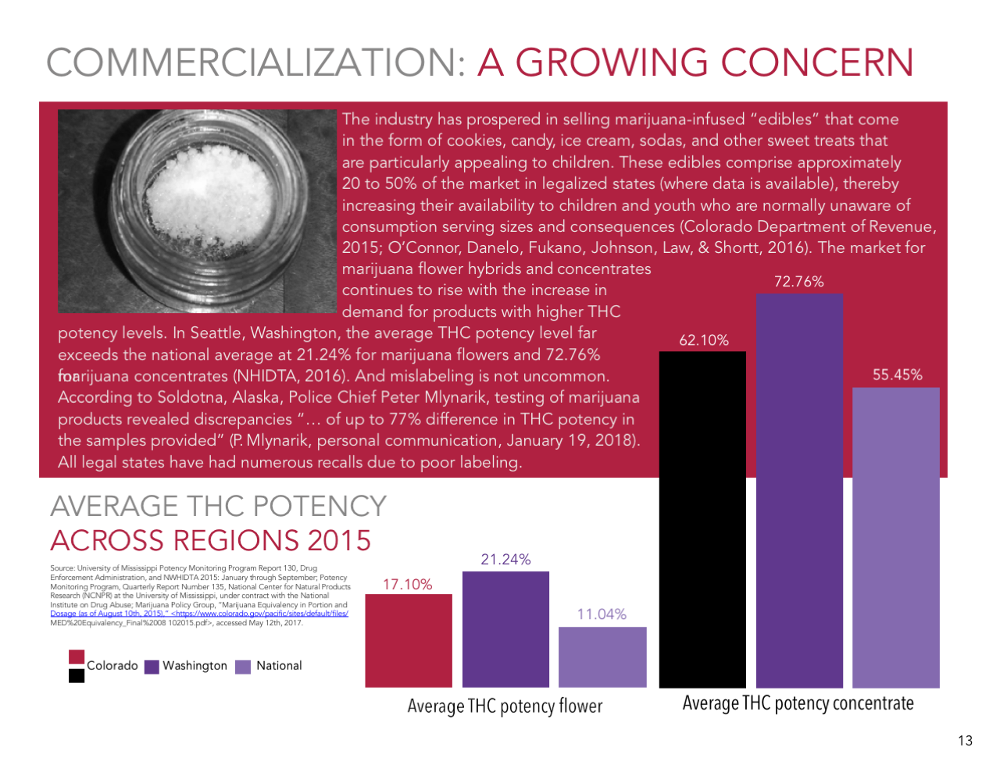 COMMERCIALIZATION: A GROWING CONCERN
The industry has prospered in selling marijuana-infused “edibles” that come
in the form of cookies, candy, ice cream, sodas, and other sweet treats that
are particularly appealing to children. These edibles comprise approximately
20 to 50% of the market in legalized states (where data is available), thereby
increasing their availability to children and youth who are normally unaware of
consumption serving sizes and consequences (Colorado Department of Revenue,
2015; O’Connor, Danelo, Fukano, Johnson, Law, & Shortt, 2016). The market for
marijuana flower hybrids and concentrates
continues to rise with the increase in
demand for products with higher THC
potency levels. In Seattle, Washington, the average THC potency level far
exceeds the national average at 21.24% for marijuana flowers and 72.76%
for
marijuana concentrates (NHIDTA, 2016). And mislabeling is not uncommon.
According to Soldotna, Alaska, Police Chief Peter Mlynarik, testing of marijuana
products revealed discrepancies “… of up to 77% difference in THC potency in
the samples provided” (P. Mlynarik, personal communication, January 19, 2018).
All legal states have had numerous recalls due to poor labeling.
AVERAGE THC POTENCY
ACROSS REGIONS 2015
Source: University of Mississippi Potency Monitoring Program Report 130, Drug
Enforcement Administration, and NWHIDTA 2015: January through September; Potency
Monitoring Program, Quarterly Report Number 135, National Center for Natural Products
Research (NCNPR) at the University of Mississippi, under contract with the National
Institute on Drug Abuse; Marijuana Policy Group, “Marijuana Equivalency in Portion and
Dosage (as of August 10th, 2015),” <https://www.colorado.gov/pacific/sites/default/files/
MED%20Equivalency_Final%2008 102015.pdf>, accessed May 12th, 2017.
Colorado Washington National
17.10%
21.24%
11.04%
Average THC potency flower
62.10%
72.76%
55.45%
Average THC potency concentrate
13